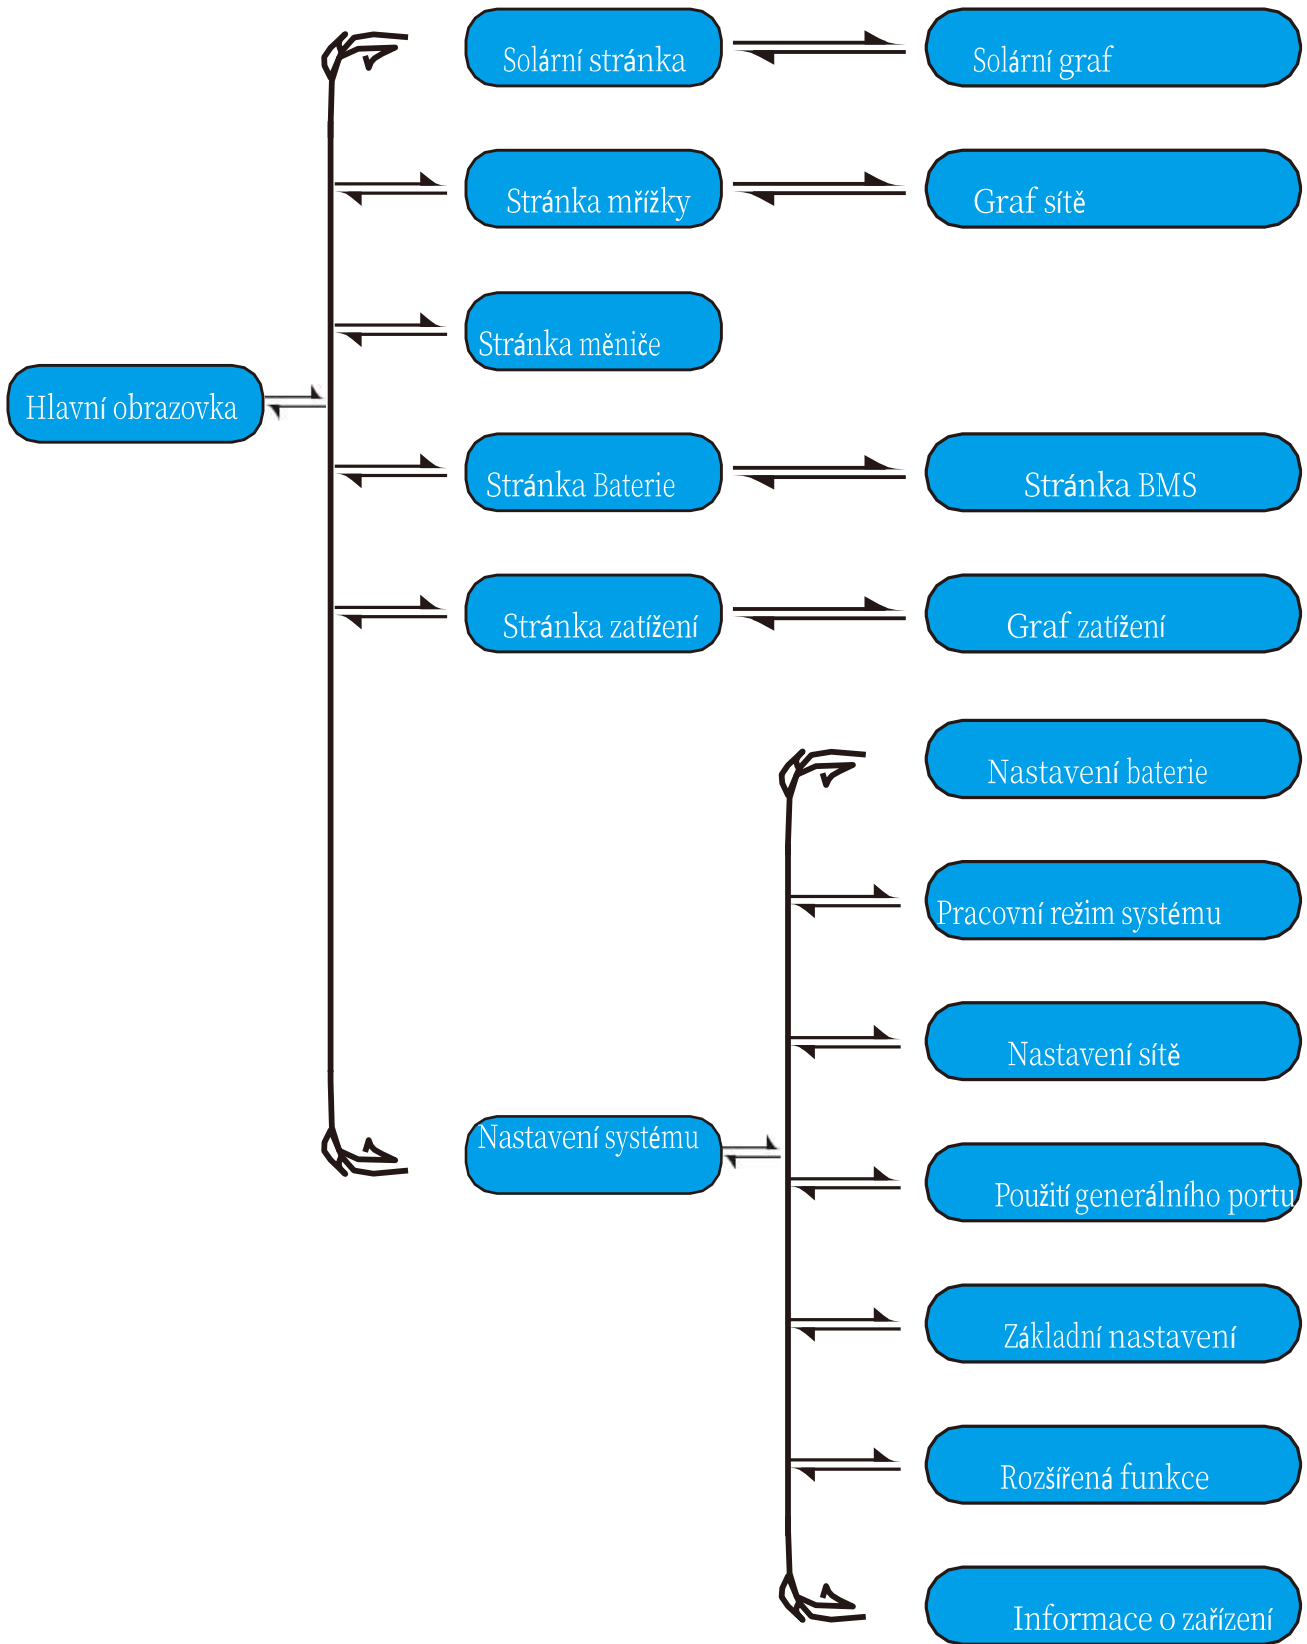 Solární stránka
Solární graf
Stránka mřížky
Graf sítě
Stránka měniče
Hlavní obrazovka
Stránka Baterie
Stránka BMS
Stránka zatížení
Graf zatížení
Nastavení baterie
Pracovní režim systému
Nastavení sítě
Nastavení systému
Použití generálního portu
Základní nastavení
Rozšířená funkce
Informace o zařízení